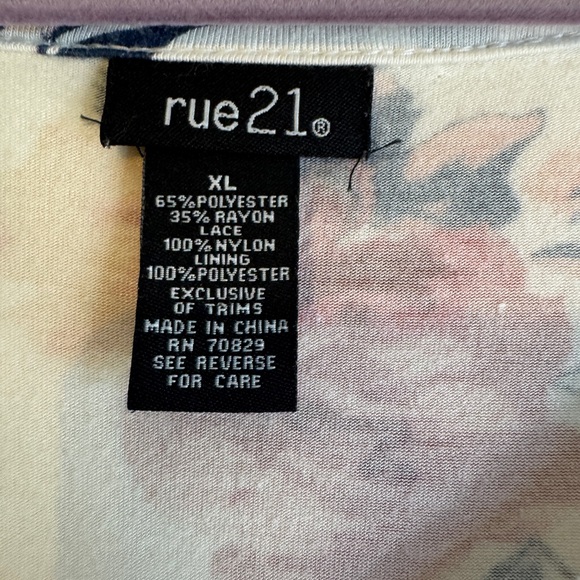 rue21®
XL
65%POLYESTER
35% RAYON
LACE
100%NYLON
LINING
100%POLYESTER
EXCLUSIVE
OF TRIMS
MADE IN CHINA
RN 70829
SEE REVERSE
FOR CARE